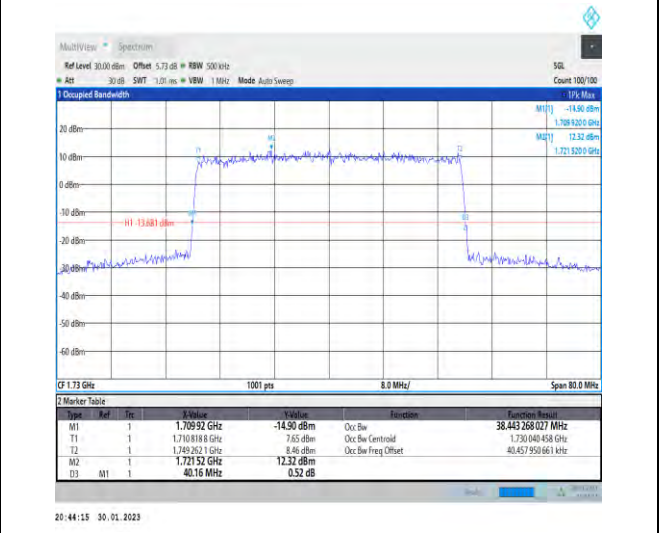 MultiView Spectrum
Ref Level 30.00 dBm Offset 5.73 dB RBW 500 kHz SGL
Att 30 dB SWT 1.01 ms VBW 1 MHz Mode Auto Sweep Count 100/100
1 Occupied Bandwidth 1Pk Max
M1[1] -14.90 dBm
1.709 920 0 GHz
M2[1] 12.32 dBm
1.721 520 0 GHz
20 dBm
10 dBm
0 dBm
-10 dBm
-20 dBm
-30 dBm
-40 dBm
-50 dBm
-60 dBm
T1
M2
T2
M1
D3
H1 -13.681 dBm
CF 1.73 GHz 1001 pts 8.0 MHz/ Span 80.0 MHz
2 Marker Table
Type Ref Trc X-Value Y-Value Function Function Result
M1 1 1.709 92 GHz -14.90 dBm Occ Bw 38.443 268 027 MHz
T1 1 1.710 818 8 GHz 7.65 dBm Occ Bw Centroid 1.730 040 458 GHz
T2 1 1.749 262 1 GHz 8.46 dBm Occ Bw Freq Offset 40.457 950 661 kHz
M2 1 1.721 52 GHz 12.32 dBm
D3 M1 1 40.16 MHz 0.52 dB
20:44:15 30.01.2023